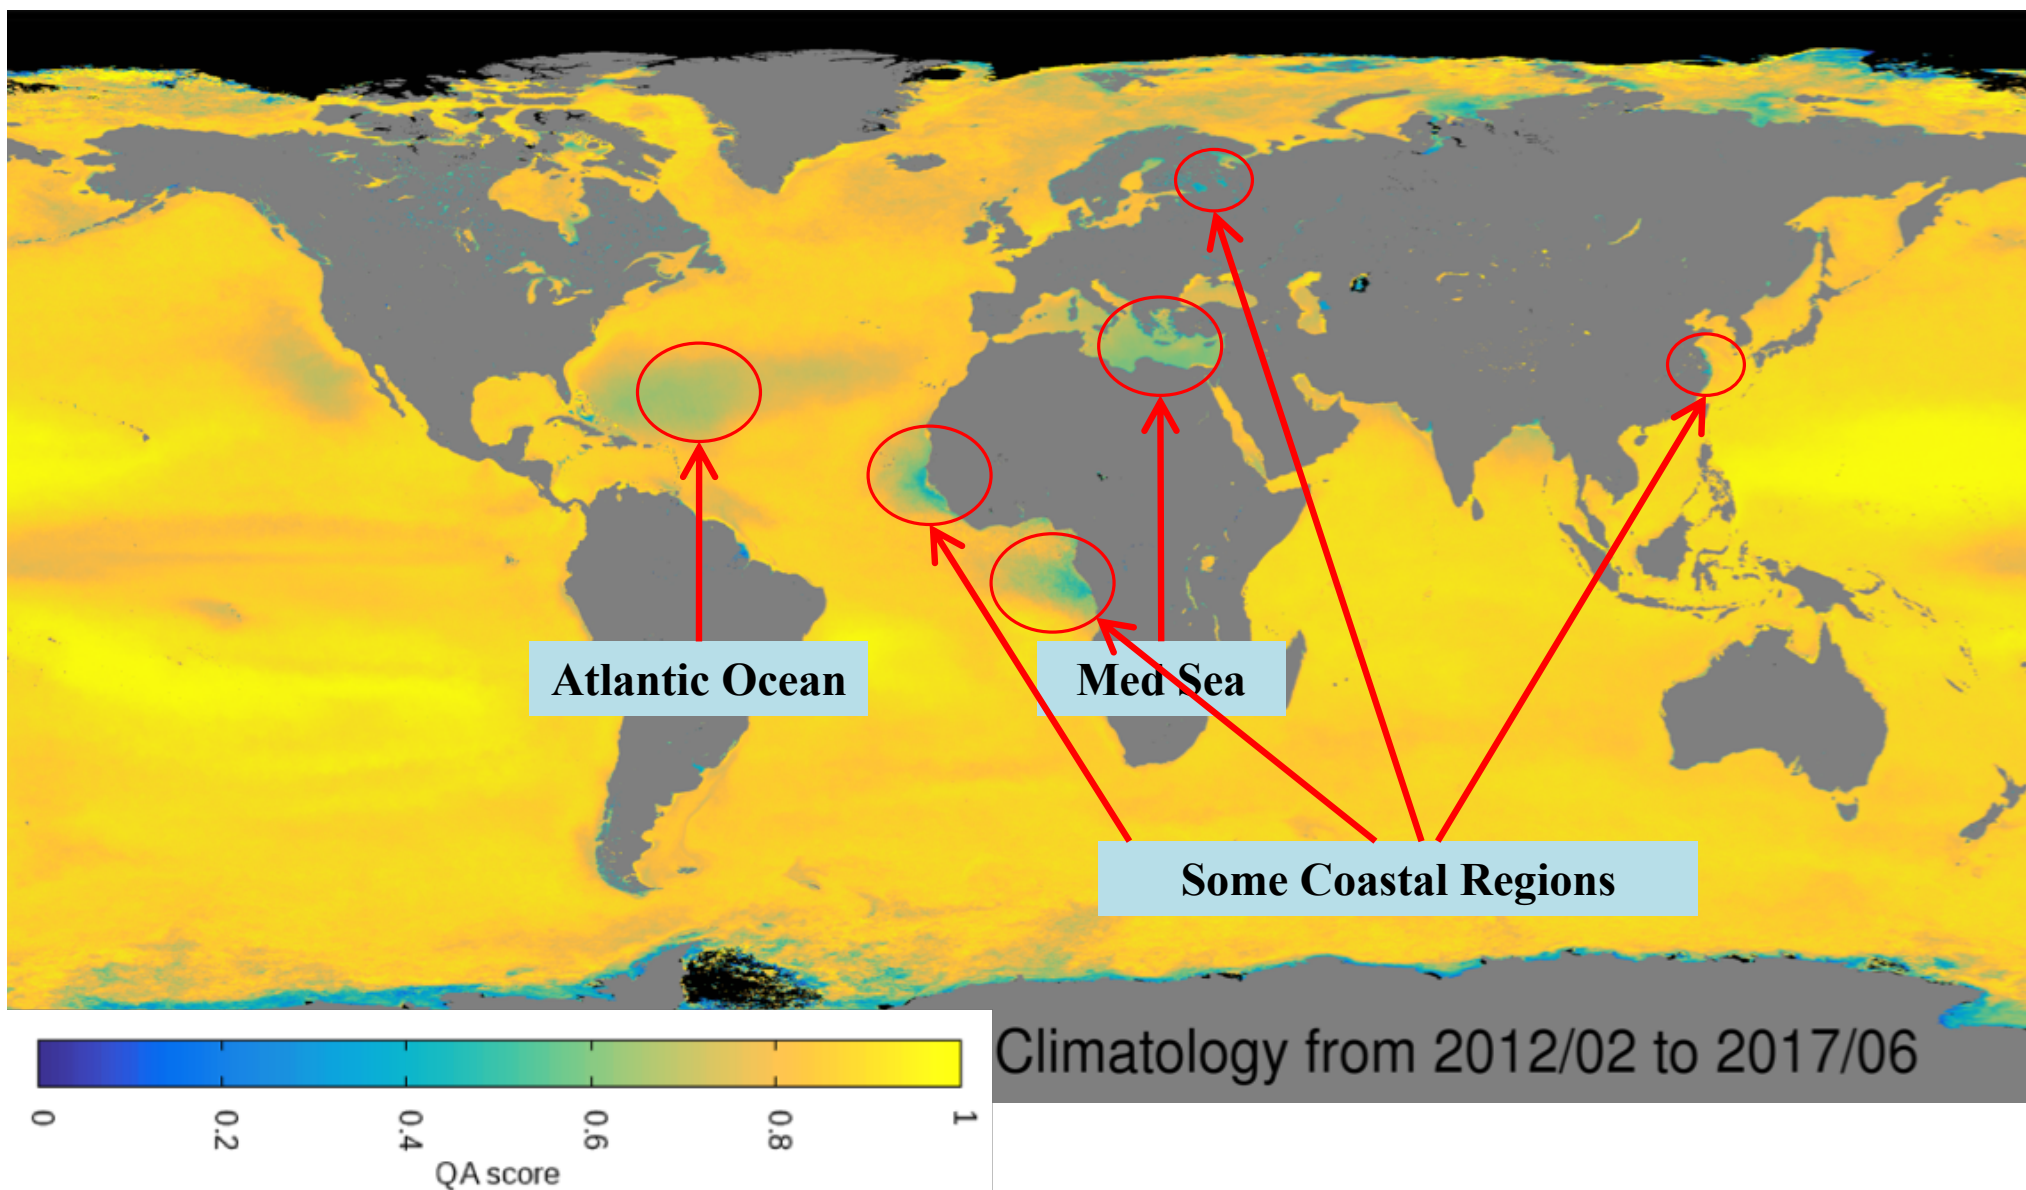 Atlantic Ocean
Med Sea
Some Coastal Regions
Climatology from 2012/02 to 2017/06
0 0.2 0.4 0.6 0.8 1
QA score